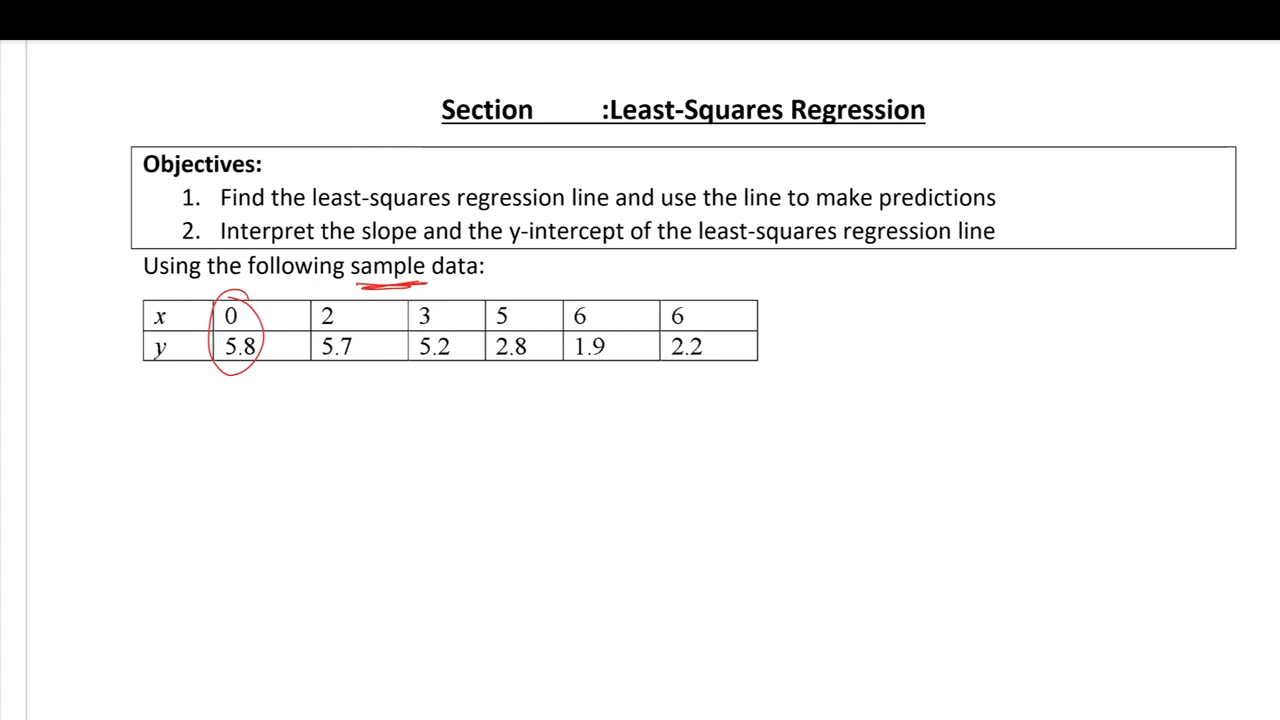 Section :Least-Squares Regression
Objectives:
1. Find the least-squares regression line and use the line to make predictions
2. Interpret the slope and the y-intercept of the least-squares regression line
Using the following sample data:
x 0 2 3 5 6 6
y 5.8 5.7 5.2 2.8 1.9 2.2